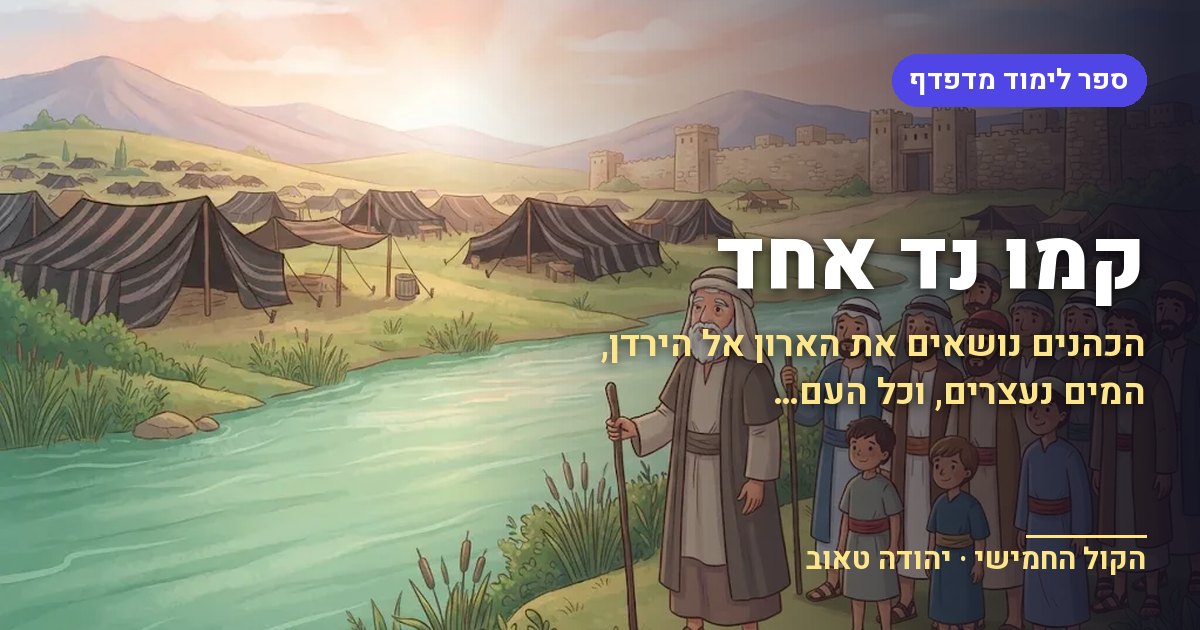 ספר לימוד מדפדף
קמו נד אחד
הכהנים נושאים את הארון אל הירדן,
המים נעצרים, וכל העם...
הקול החמישי · יהודה טאוב